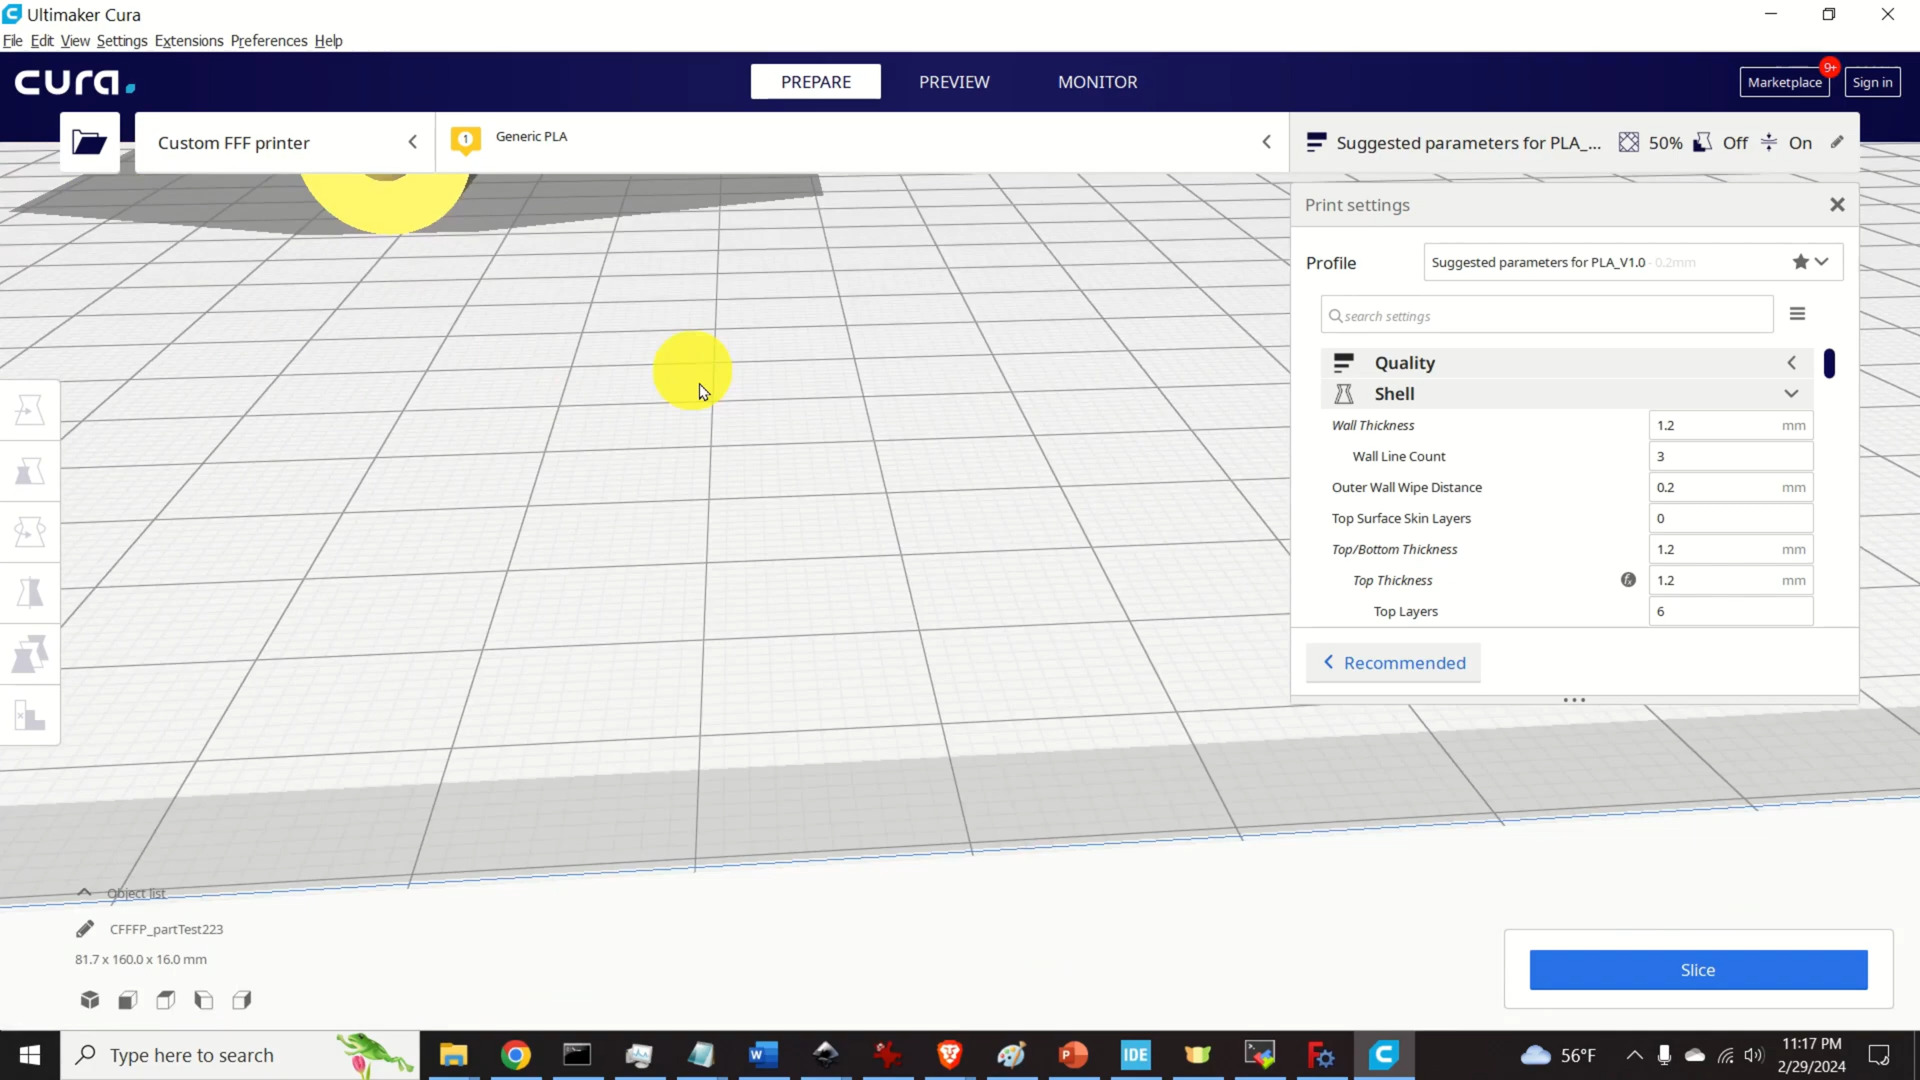 Ultimaker Cura
File Edit View Settings Extensions Preferences Help
cura.
PREPARE PREVIEW MONITOR
Marketplace 9+ Sign in
Custom FFF printer
1 Generic PLA
Suggested parameters for PLA_... 50% Off On
Print settings
Profile Suggested parameters for PLA_V1.0 - 0.2mm
search settings
Quality
Shell
Wall Thickness 1.2 mm
Wall Line Count 3
Outer Wall Wipe Distance 0.2 mm
Top Surface Skin Layers 0
Top/Bottom Thickness 1.2 mm
Top Thickness 1.2 mm
Top Layers 6
Recommended
Object list
CFFFP_partTest223
81.7 x 160.0 x 16.0 mm
Slice
Type here to search
IDE
56°F
11:17 PM
2/29/2024